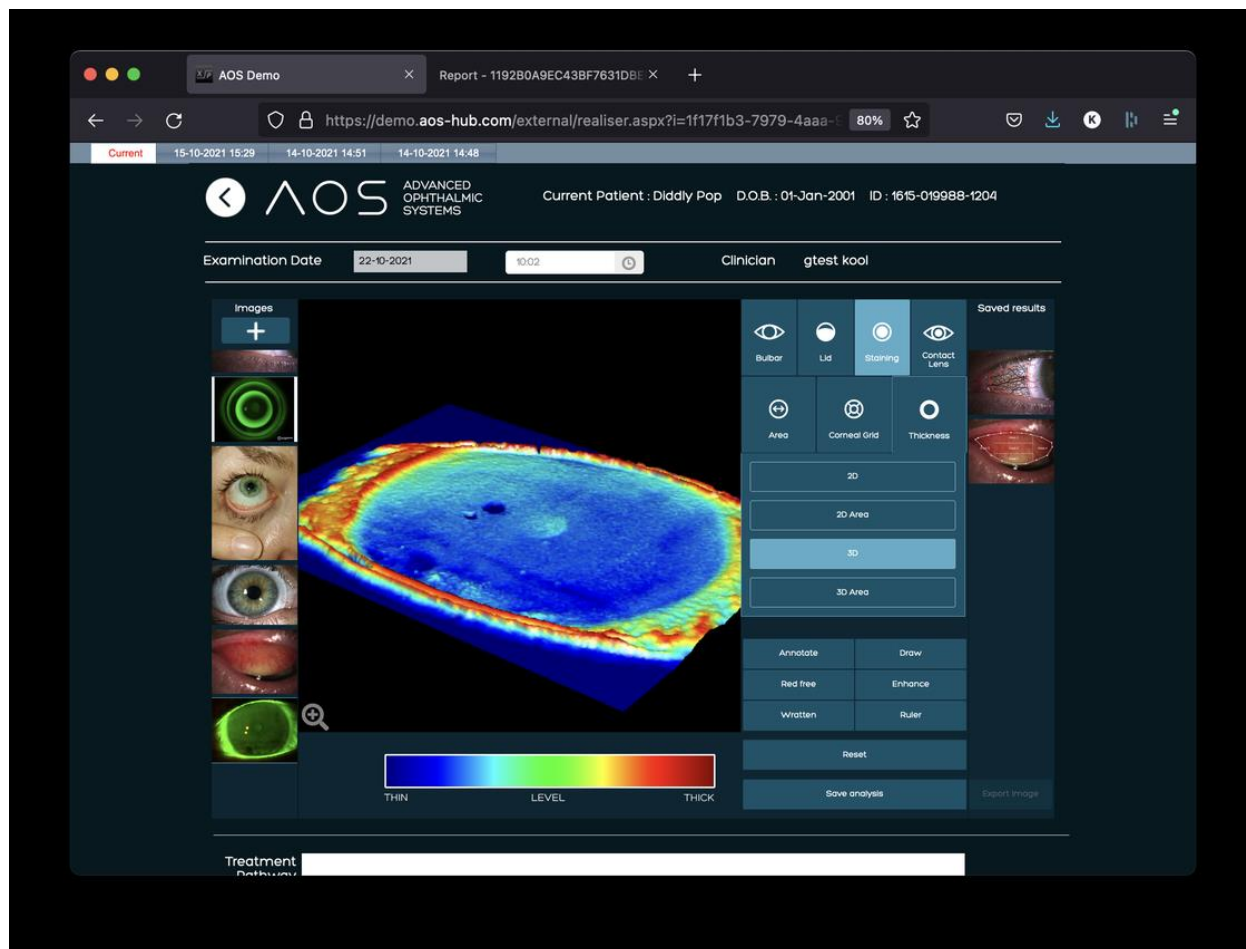 AOS Demo
Report - 1192B0A9EC43BF7631DBE
https://demo.aos-hub.com/external/realiser.aspx?i=1f17f1b3-7979-4aaa-9
80%
K
Current 15-10-2021 15:29 14-10-2021 14:51 14-10-2021 14:48
AOS
ADVANCED
OPHTHALMIC
SYSTEMS
Current Patient : Diddly Pop D.O.B. : 01-Jan-2001 ID : 1615-019988-1204
Examination Date 22-10-2021 10:02 Clinician gtest kool
Images
Bulbar
Lid
Staining
Contact
Lens
Saved results
Area
Corneal Grid
Thickness
2D
2D Area
3D
3D Area
Annotate
Draw
Red free
Enhance
Wratten
Ruler
Reset
Save analysis
Export Image
THIN LEVEL THICK
Treatment
Pathway